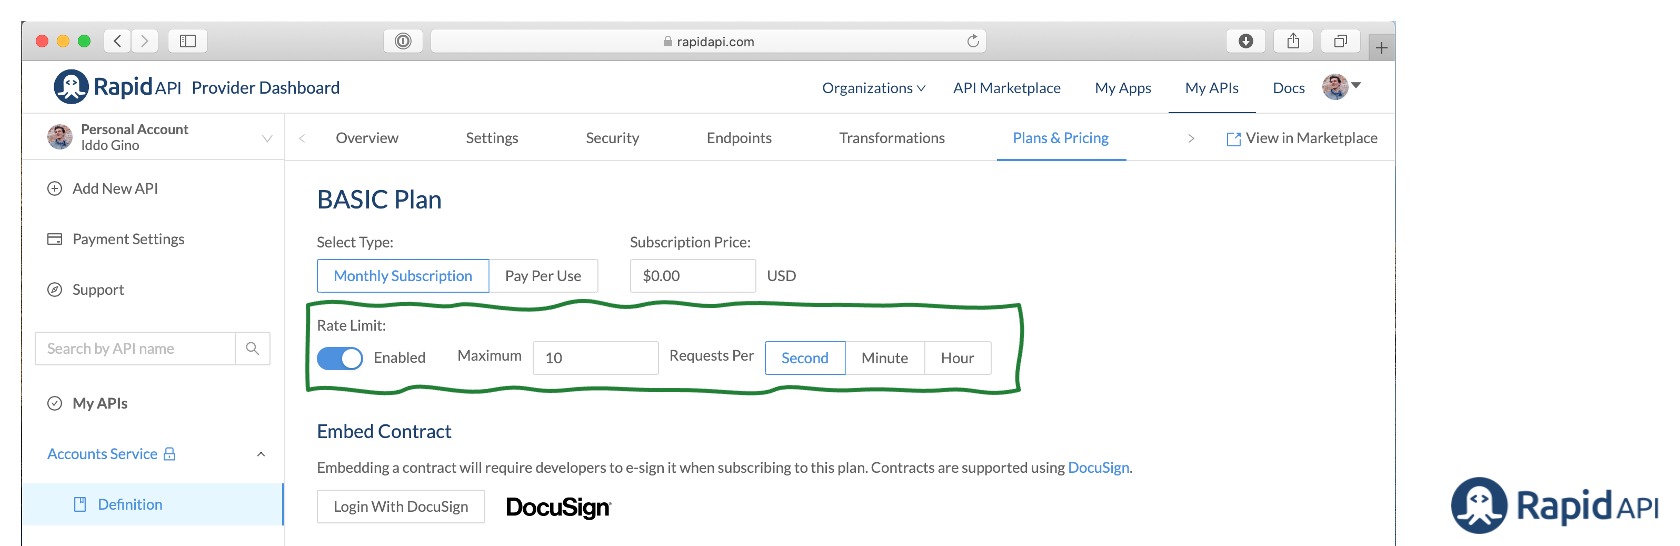 rapidapi.com
Rapid API Provider Dashboard
Organizations API Marketplace My Apps My APIs Docs
Personal Account
Iddo Gino
Overview Settings Security Endpoints Transformations Plans & Pricing View in Marketplace
Add New API
Payment Settings
Support
Search by API name
My APIs
Accounts Service
Definition
BASIC Plan
Select Type: Subscription Price:
Monthly Subscription Pay Per Use $0.00 USD
Rate Limit:
Enabled Maximum 10 Requests Per Second Minute Hour
Embed Contract
Embedding a contract will require developers to e-sign it when subscribing to this plan. Contracts are supported using DocuSign.
Login With DocuSign DocuSign
Rapid API